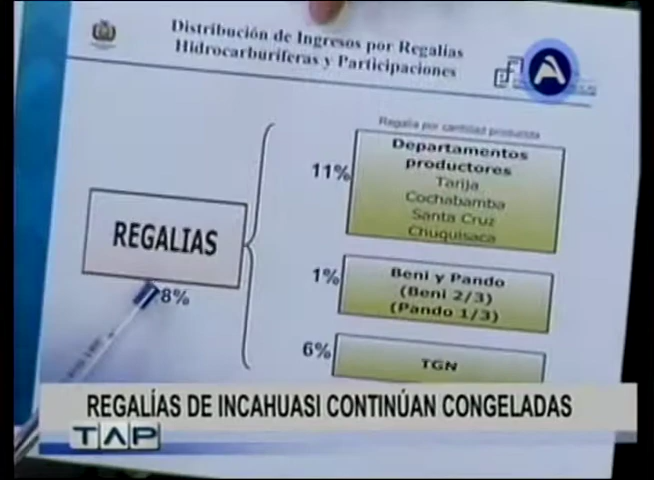 Distribución de Ingresos por Regalías
Hidrocarburíferas y Participaciones
Regalía por cantidad producida
11%
Departamentos
productores
Tarija
Cochabamba
Santa Cruz
Chuquisaca
REGALIAS
8%
1%
Beni y Pando
(Beni 2/3)
(Pando 1/3)
6%
TGN
REGALÍAS DE INCAHUASI CONTINÚAN CONGELADAS
TAP